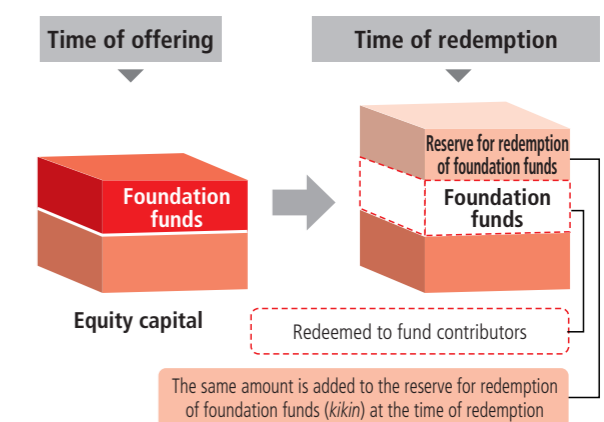 Time of offering
Time of redemption
Foundation
funds
Equity capital
Reserve for redemption
of foundation funds
Foundation
funds
Redeemed to fund contributors
The same amount is added to the reserve for redemption
of foundation funds (kikin) at the time of redemption